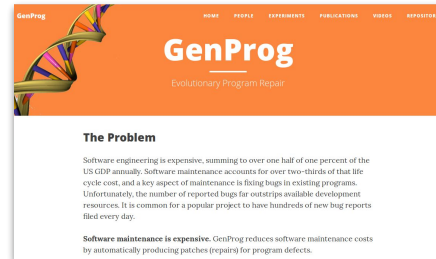 GenProg HOME PEOPLE EXPERIMENTS PUBLICATIONS VIDEOS
GenProg
Evolutionary Program Repair
The Problem
Software engineering is expensive, summing to over one half of one percent of the
US GDP annually. Software maintenance accounts for over two-thirds of that life
cycle cost, and a key aspect of maintenance is fixing bugs in existing programs.
Unfortunately, the number of reported bugs far outstrips available development
resources. It is common for a popular project to have hundreds of new bug reports
filed every day.
Software maintenance is expensive. GenProg reduces software maintenance costs
by automatically producing patches (repairs) for program defects.